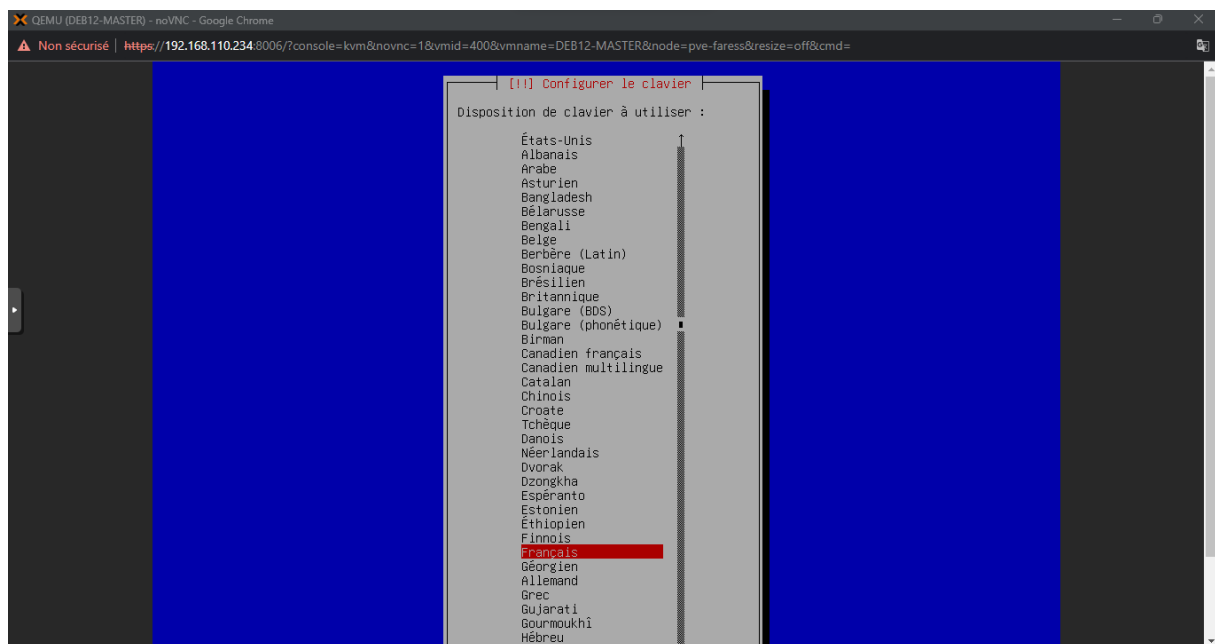 QEMU (DEB12-MASTER) - noVNC - Google Chrome
Non sécurisé | https://192.168.110.234:8006/?console=kvm&novnc=1&vmid=400&vmname=DEB12-MASTER&node=pve-faress&resize=off&cmd=
[!!] Configurer le clavier
Disposition de clavier à utiliser :
États-Unis
Albanais
Arabe
Asturien
Bangladesh
Bélarusse
Bengali
Belge
Berbère (Latin)
Bosniaque
Brésilien
Britannique
Bulgare (BDS)
Bulgare (phonétique)
Birman
Canadien français
Canadien multilingue
Catalan
Chinois
Croate
Tchèque
Danois
Néerlandais
Dvorak
Dzongkha
Espéranto
Estonien
Éthiopien
Finnois
Français
Géorgien
Allemand
Grec
Gujarati
Gourmoukhî
Hébreu